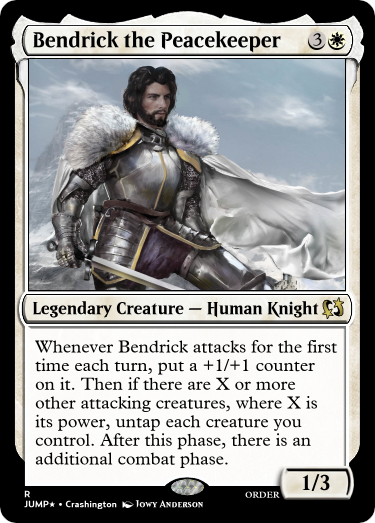 Bendrick the Peacekeeper 3
Legendary Creature — Human Knight
Whenever Bendrick attacks for the first
time each turn, put a +1/+1 counter
on it. Then if there are X or more
other attacking creatures, where X is
its power, untap each creature you
control. After this phase, there is an
additional combat phase.
1/3
R
ORDER
JUMP★ • Crashington Jowy Anderson